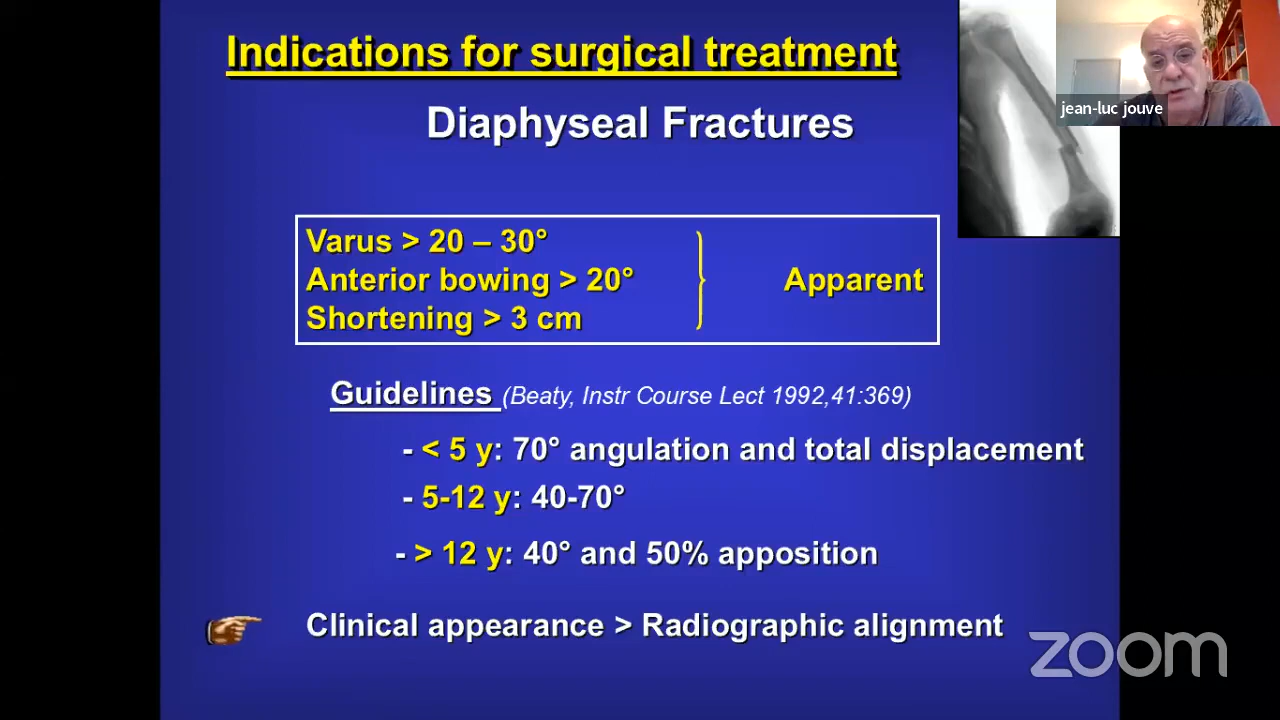 Indications for surgical treatment
jean-luc jouve
Diaphyseal Fractures
Varus > 20 – 30°
Anterior bowing > 20°
Apparent
Shortening > 3 cm
Guidelines (Beaty, Instr Course Lect 1992,41:369)
- < 5 y: 70° angulation and total displacement
- 5-12 y: 40-70°
- > 12 y: 40° and 50% apposition
Clinical appearance > Radiographic alignment
zoom